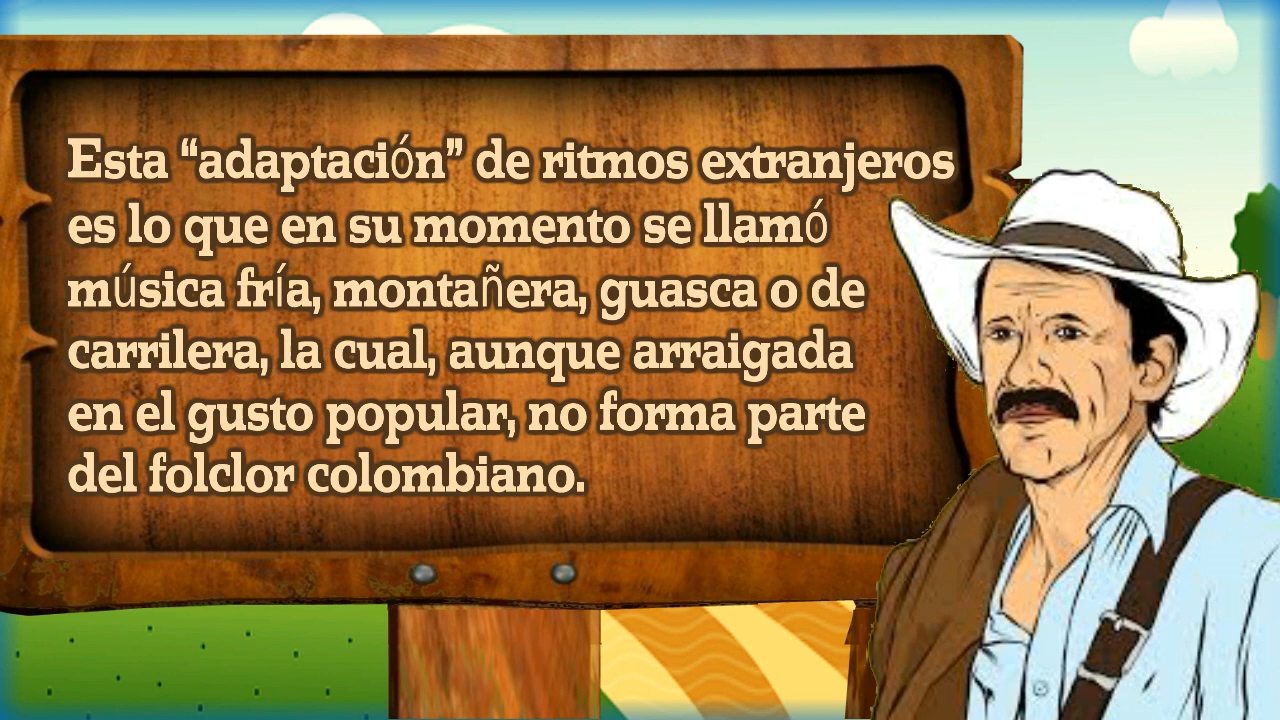 Esta “adaptación” de ritmos extranjeros
es lo que en su momento se llamó
música fría, montañera, guasca o de
carrilera, la cual, aunque arraigada
en el gusto popular, no forma parte
del folclor colombiano.